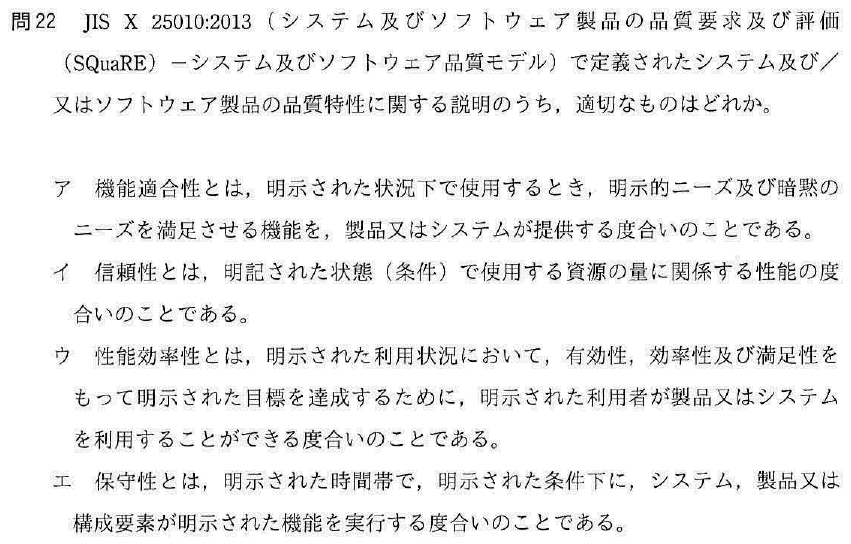 問22 JIS X 25010:2013（システム及びソフトウェア製品の品質要求及び評価
（SQuaRE）－システム及びソフトウェア品質モデル）で定義されたシステム及び／
又はソフトウェア製品の品質特性に関する説明のうち，適切なものはどれか。
ア 機能適合性とは，明示された状況下で使用するとき，明示的ニーズ及び暗黙の
ニーズを満足させる機能を，製品又はシステムが提供する度合いのことである。
イ 信頼性とは，明記された状態（条件）で使用する資源の量に関係する性能の度
合いのことである。
ウ 性能効率性とは，明示された利用状況において，有効性，効率性及び満足性を
もって明示された目標を達成するために，明示された利用者が製品又はシステム
を利用することができる度合いのことである。
エ 保守性とは，明示された時間帯で，明示された条件下に，システム，製品又は
構成要素が明示された機能を実行する度合いのことである。